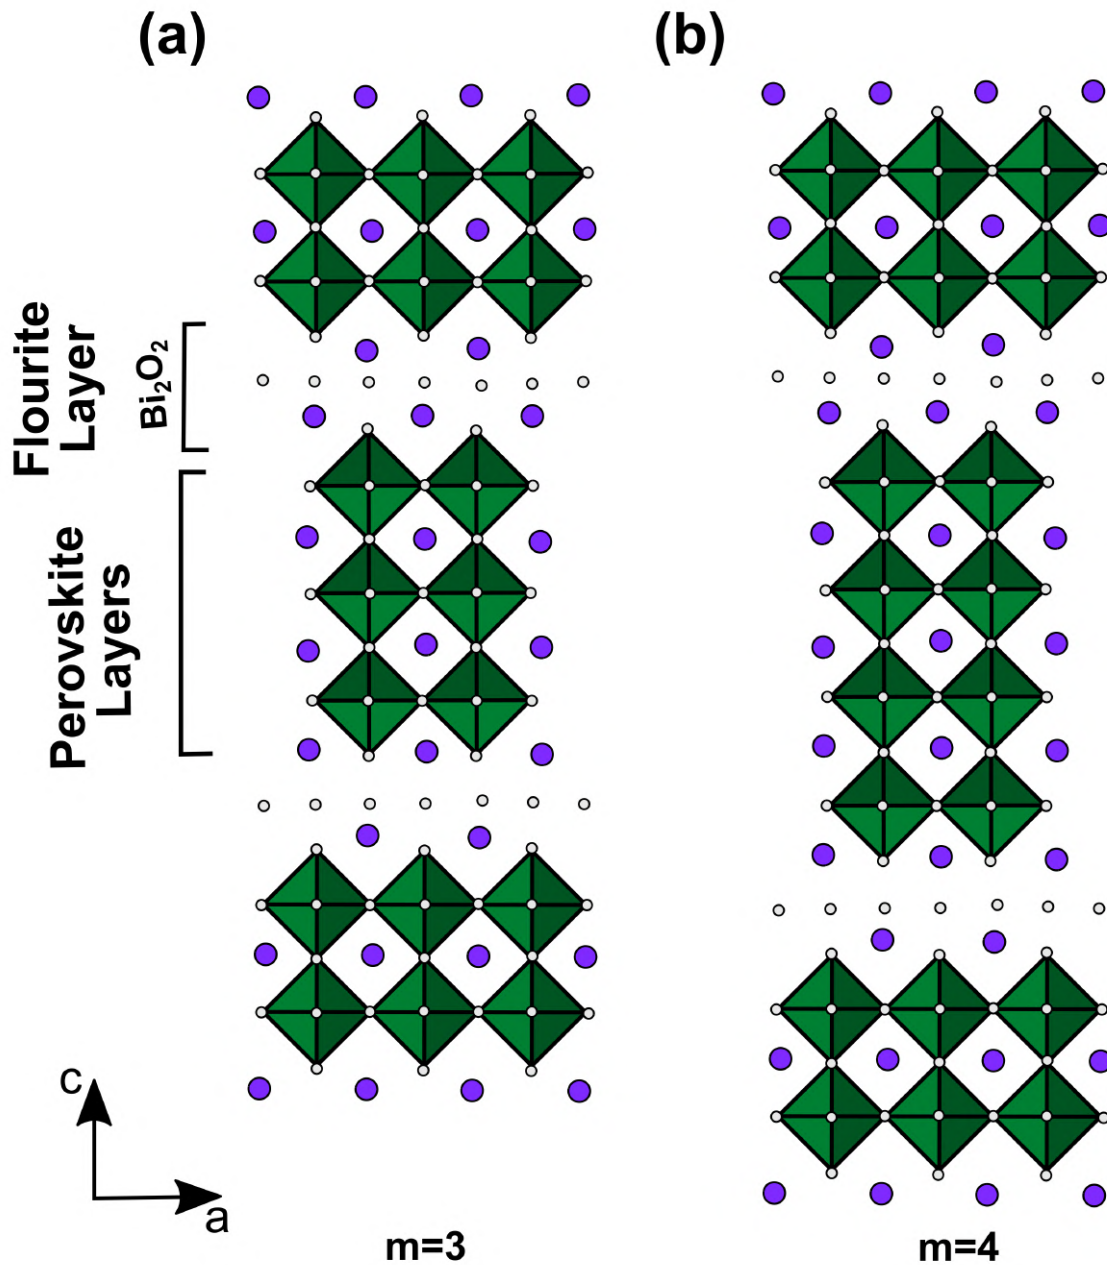 (a)
(b)
Flourite
Layer
Bi₂O₂
Perovskite
Layers
c
a
m=3
m=4